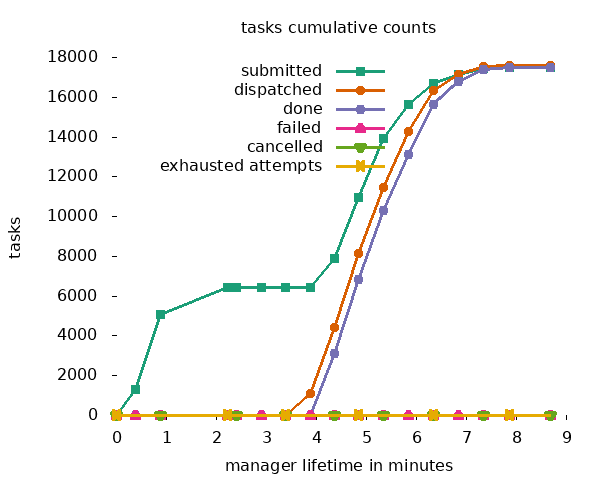 tasks cumulative counts
18000
16000
14000
12000
10000
8000
6000
4000
2000
0
tasks
submitted
dispatched
done
failed
cancelled
exhausted attempts
0 1 2 3 4 5 6 7 8 9
manager lifetime in minutes